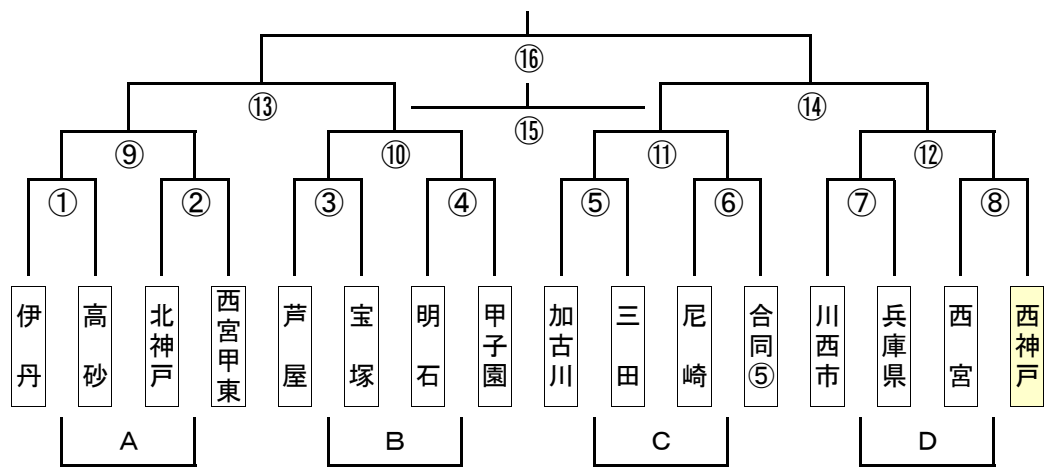 ⑯
⑬
⑮
⑭
⑨
⑩
⑪
⑫
①
②
③
④
⑤
⑥
⑦
⑧
伊丹
高砂
北神戸
西宮甲東
芦屋
宝塚
明石
甲子園
加古川
三田
尼崎
合同⑤
川西市
兵庫県
西宮
西神戸
A
B
C
D